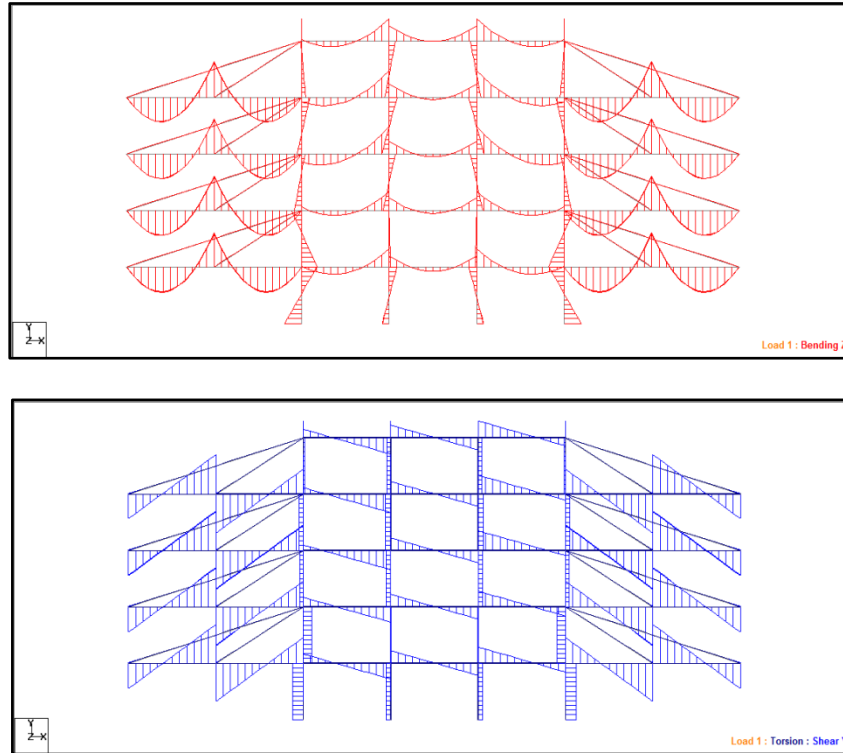 Y
Z X
Load 1 : Bending Z
Y
Z X
Load 1 : Torsion : Shear Y